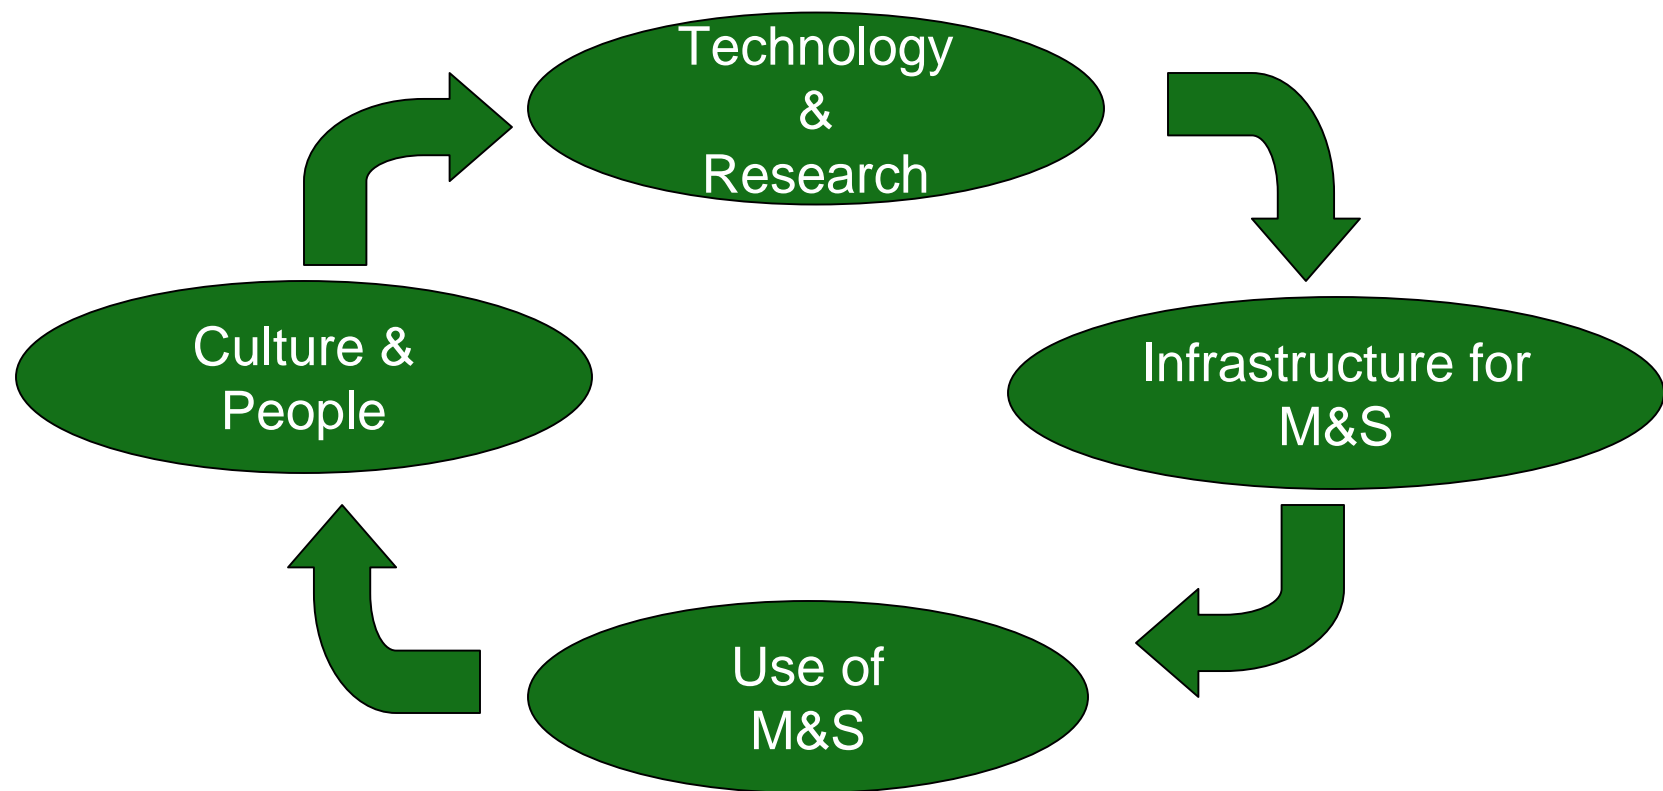 Technology
&
Research
Culture &
People
Infrastructure for
M&S
Use of
M&S